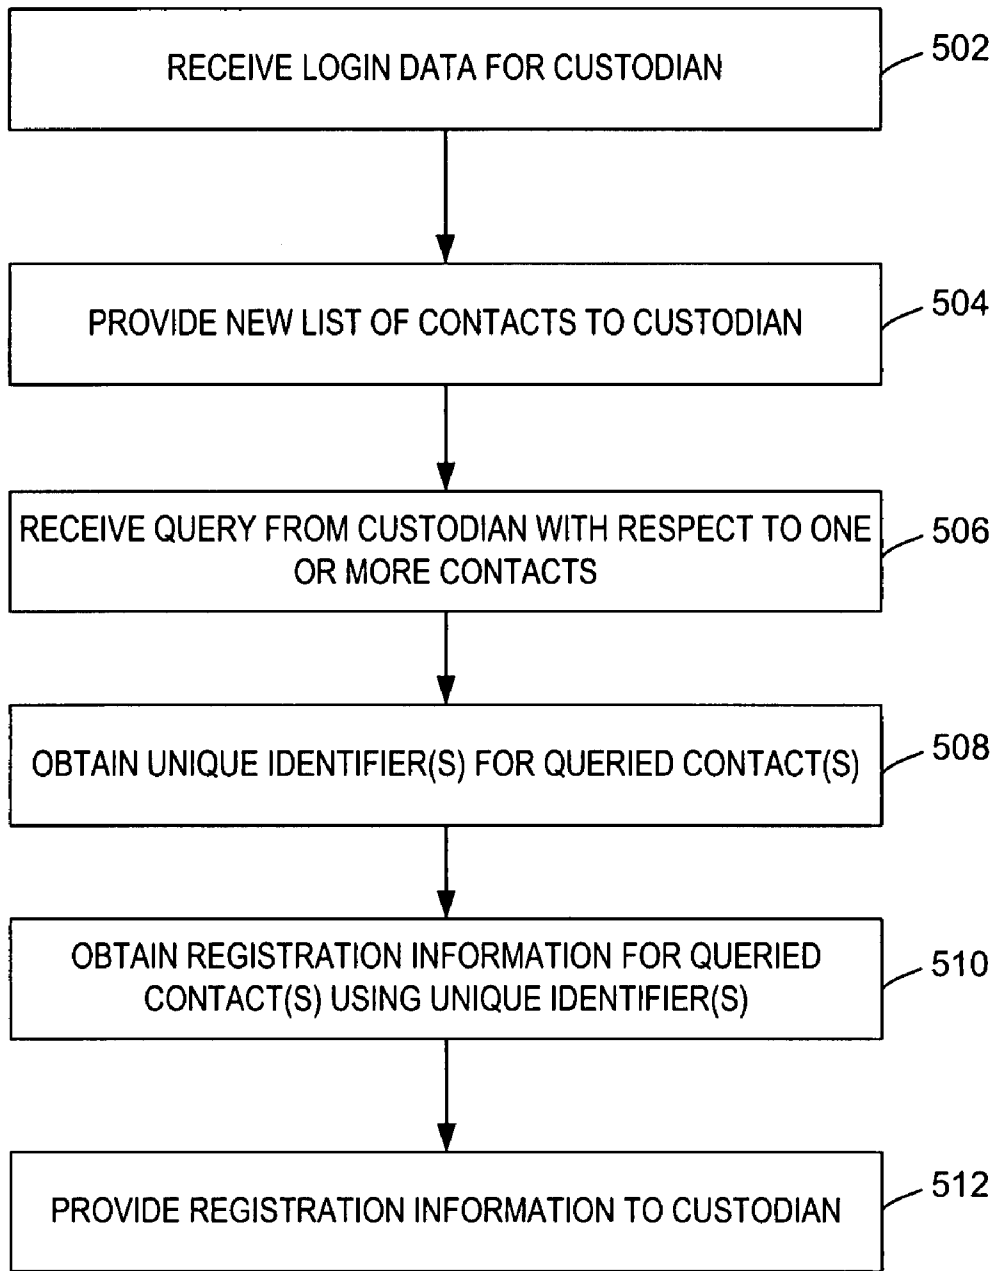 RECEIVE LOGIN DATA FOR CUSTODIAN
502
PROVIDE NEW LIST OF CONTACTS TO CUSTODIAN
504
RECEIVE QUERY FROM CUSTODIAN WITH RESPECT TO ONE
OR MORE CONTACTS
506
OBTAIN UNIQUE IDENTIFIER(S) FOR QUERIED CONTACT(S)
508
OBTAIN REGISTRATION INFORMATION FOR QUERIED
CONTACT(S) USING UNIQUE IDENTIFIER(S)
510
PROVIDE REGISTRATION INFORMATION TO CUSTODIAN
512